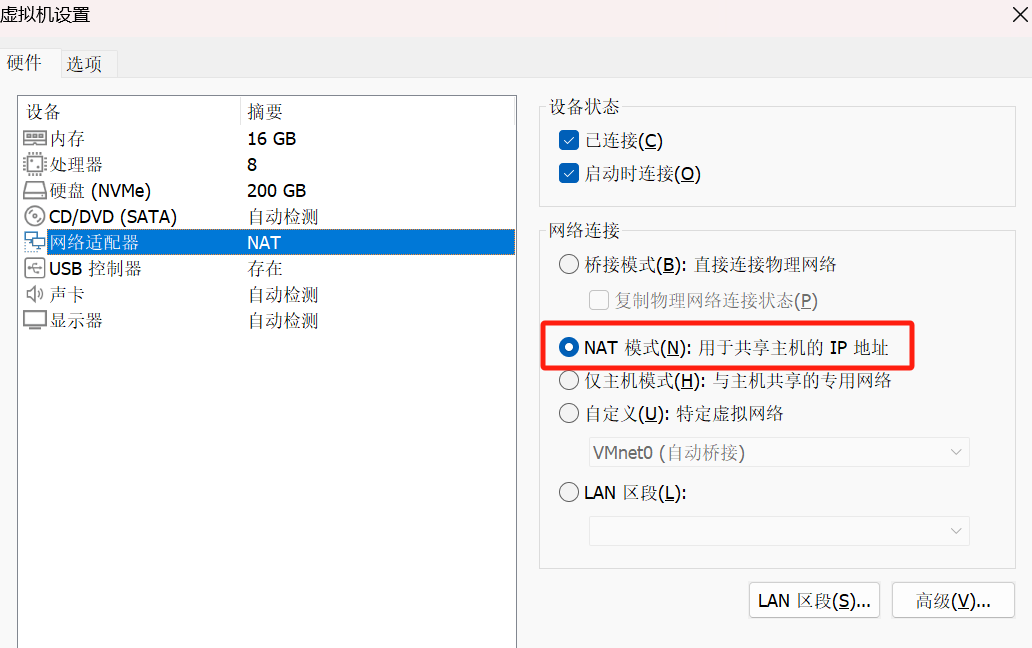 虚拟机设置
硬件 选项
设备 摘要
内存 16 GB
处理器 8
硬盘 (NVMe) 200 GB
CD/DVD (SATA) 自动检测
网络适配器 NAT
USB 控制器 存在
声卡 自动检测
显示器 自动检测
设备状态
已连接(C)
启动时连接(O)
网络连接
桥接模式(B): 直接连接物理网络
复制物理网络连接状态(P)
NAT 模式(N): 用于共享主机的 IP 地址
仅主机模式(H): 与主机共享的专用网络
自定义(U): 特定虚拟网络
VMnet0 (自动桥接)
LAN 区段(L):
LAN 区段(S)... 高级(V)...